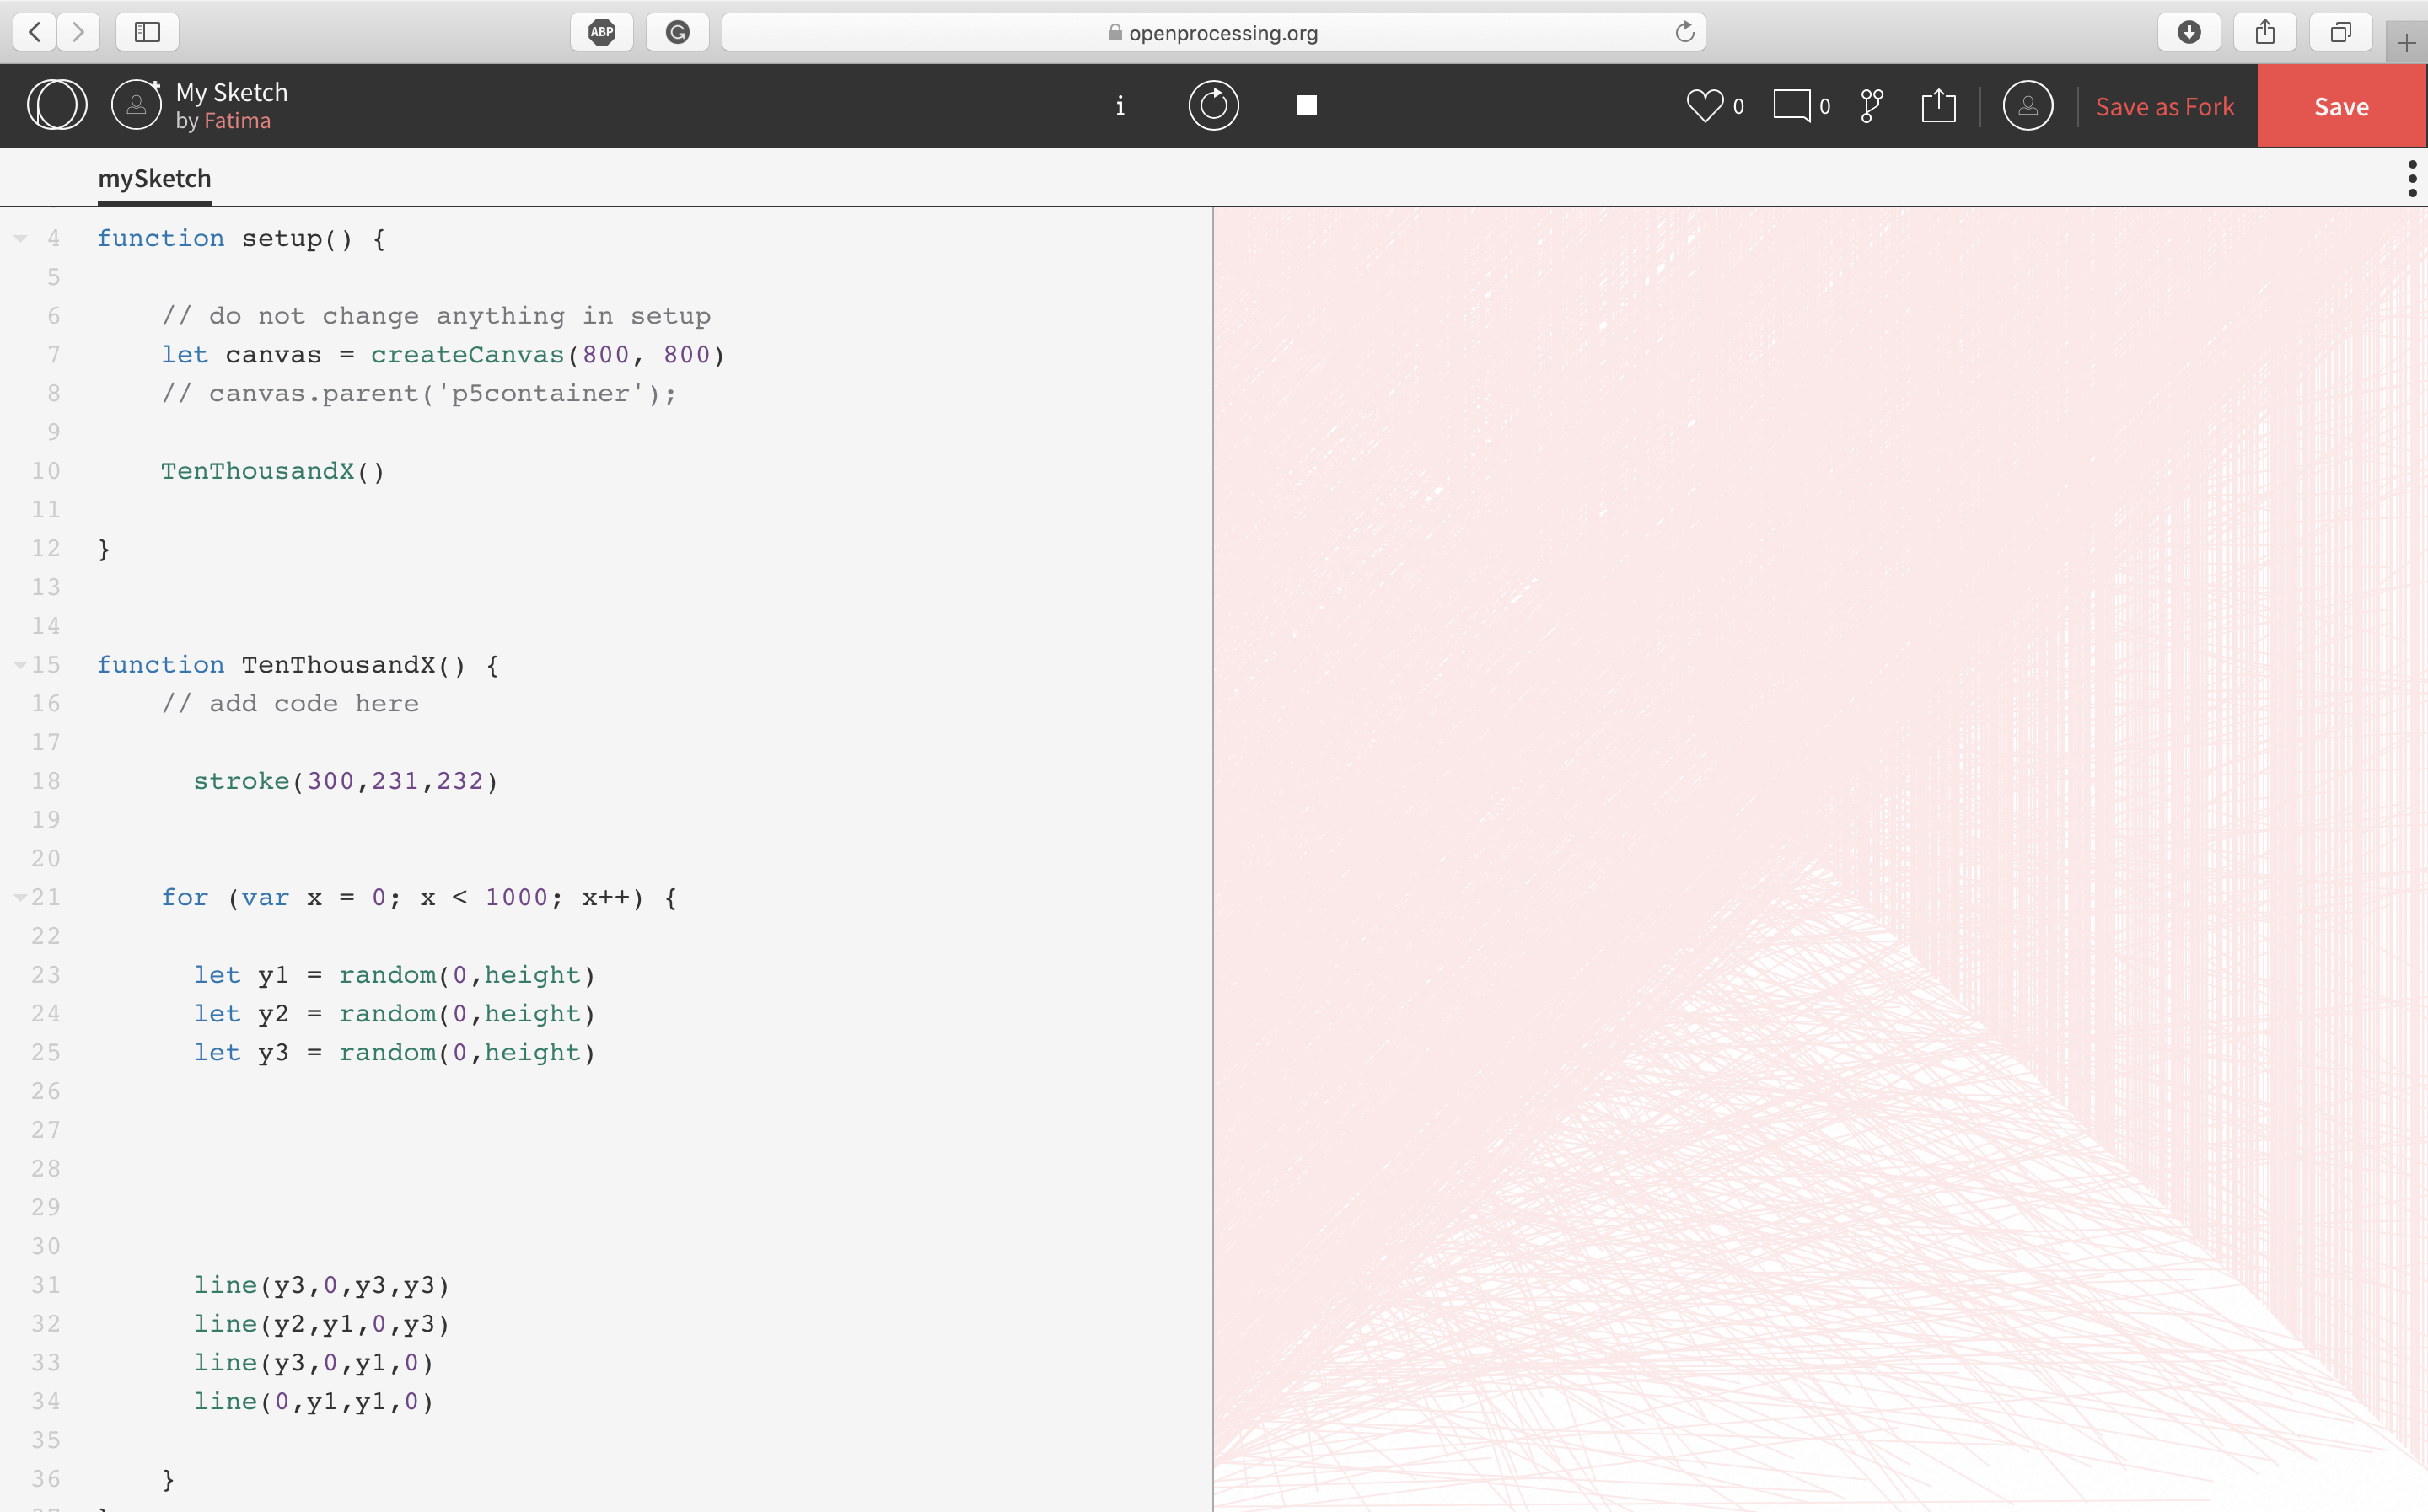 ABP
openprocessing.org
My Sketch
by Fatima
i
0
0
Save as Fork
Save
mySketch
4 function setup() {
5
6 // do not change anything in setup
7 let canvas = createCanvas(800, 800)
8 // canvas.parent('p5container');
9
10 TenThousandX()
11
12 }
13
14
15 function TenThousandX() {
16 // add code here
17
18 stroke(300,231,232)
19
20
21 for (var x = 0; x < 1000; x++) {
22
23 let y1 = random(0,height)
24 let y2 = random(0,height)
25 let y3 = random(0,height)
26
27
28
29
30
31 line(y3,0,y3,y3)
32 line(y2,y1,0,y3)
33 line(y3,0,y1,0)
34 line(0,y1,y1,0)
35
36 }